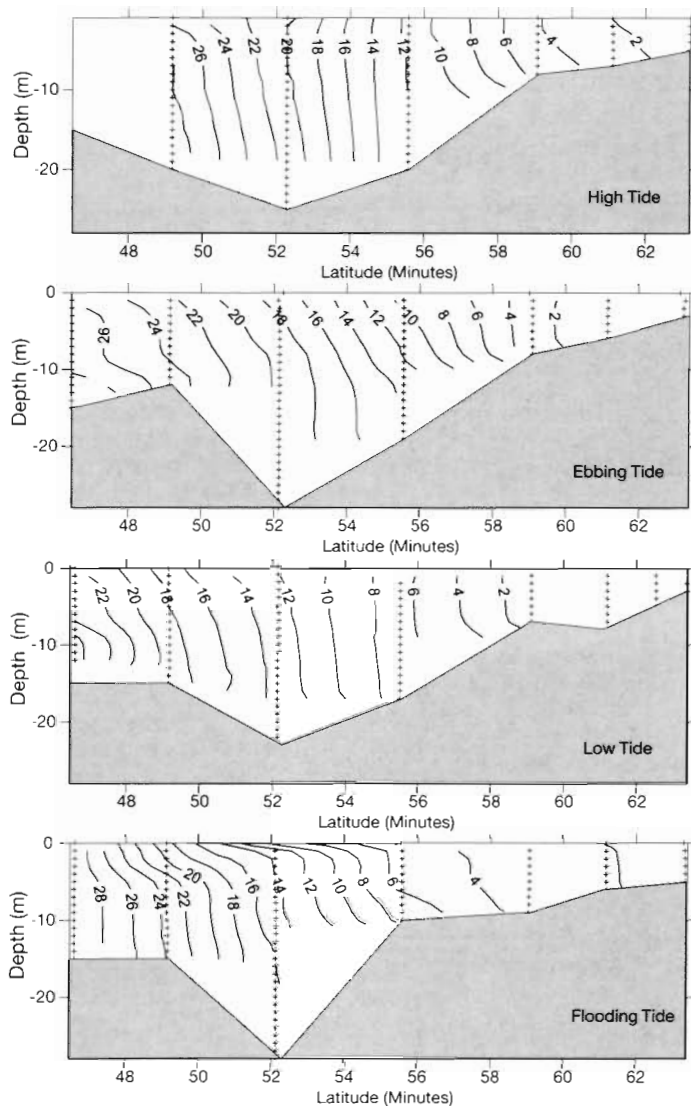 26 24 22 20 18 16 14 12 10 8 6 4 2
-10
-20
Depth (m)
High Tide
48 50 52 54 56 58 60 62
Latitude (Minutes)
0
26 24 22 20 18 16 14 12 10 8 6 4 2
-10
-20
Depth (m)
Ebbing Tide
48 50 52 54 56 58 60 62
Latitude (Minutes)
0
22 20 18 16 14 12 10 8 6 4 2
-10
-20
Depth (m)
Low Tide
48 50 52 54 56 58 60 62
Latitude (Minutes)
0
28 26 24 22 20 18 16 14 12 10 8 6 4
-10
-20
Depth (m)
Flooding Tide
48 50 52 54 56 58 60 62
Latitude (Minutes)